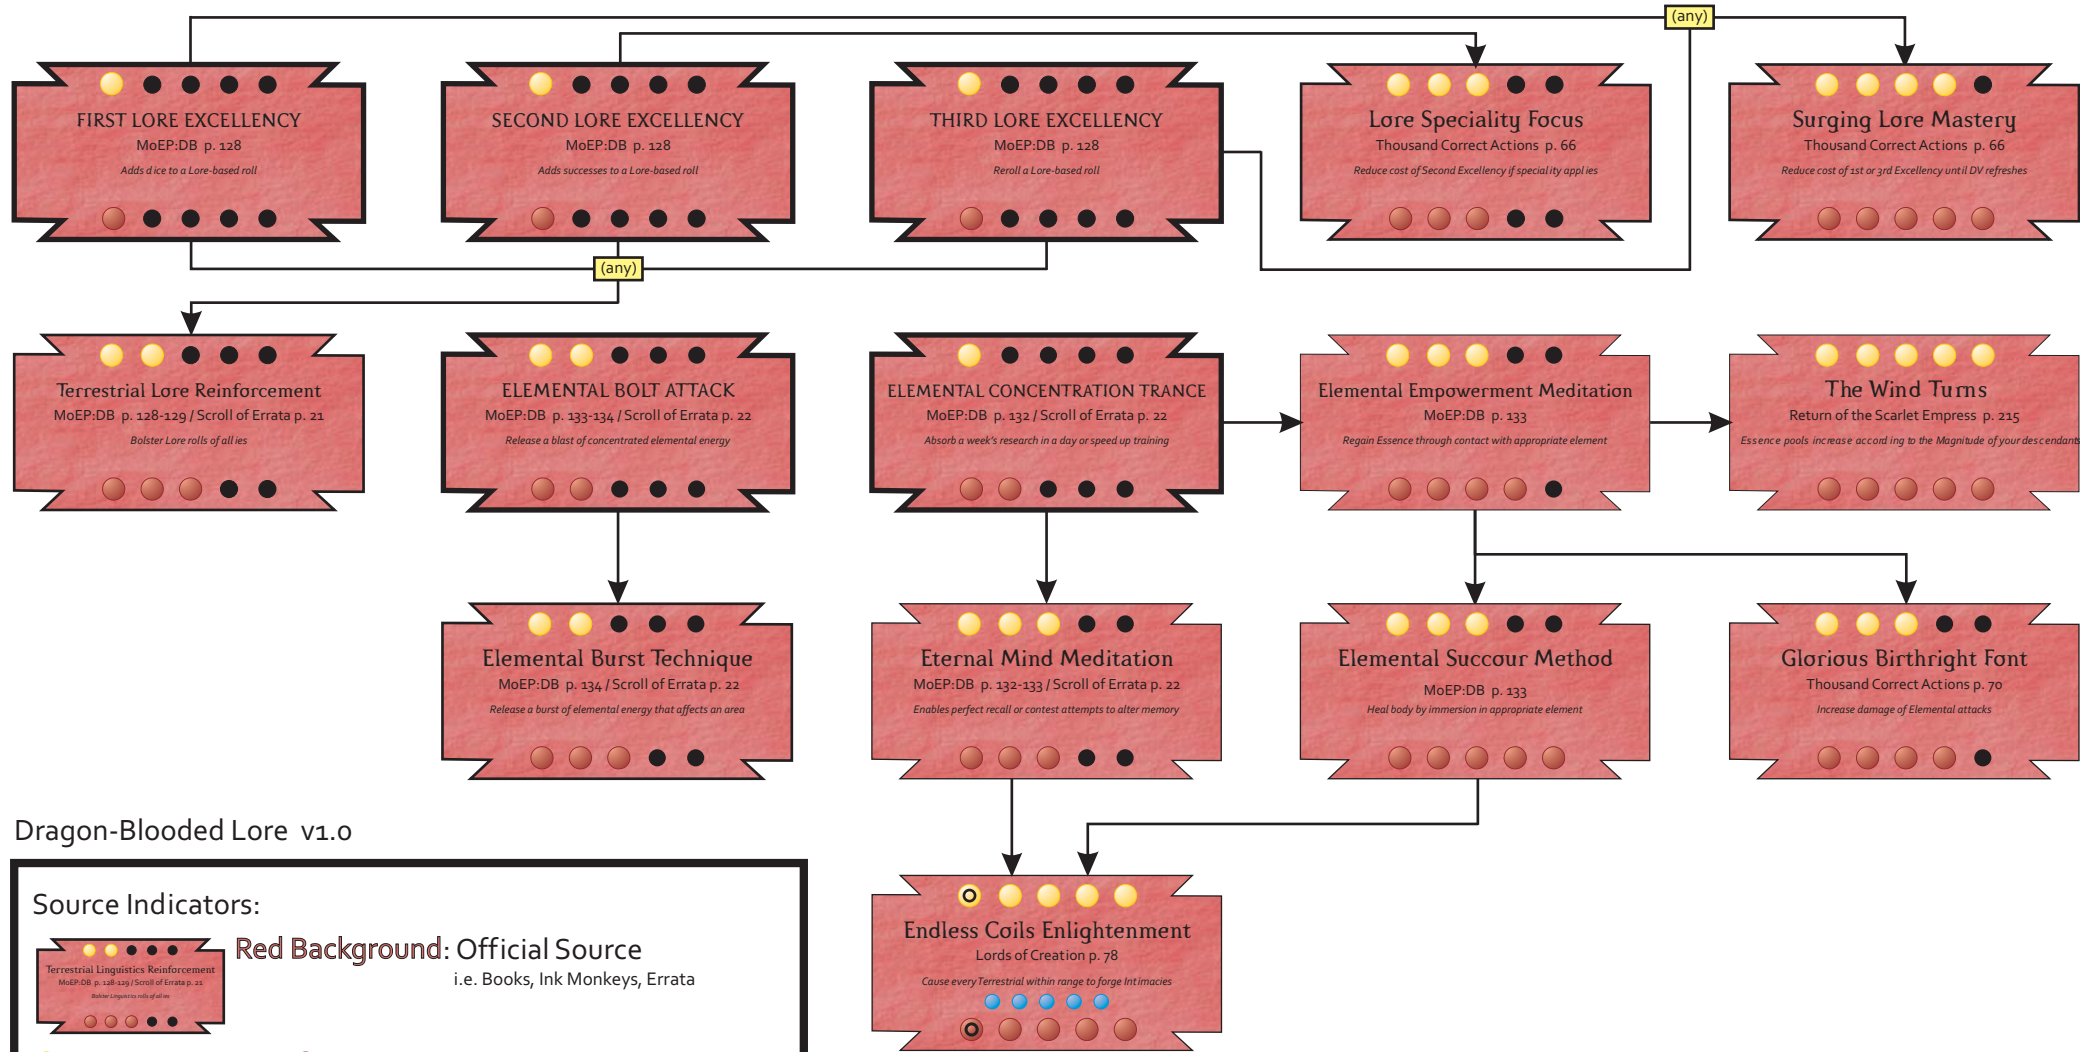 (any)
FIRST LORE EXCELLENCY
MoEP:DB p. 128
Adds dice to a Lore-based roll
SECOND LORE EXCELLENCY
MoEP:DB p. 128
Adds successes to a Lore-based roll
THIRD LORE EXCELLENCY
MoEP:DB p. 128
Reroll a Lore-based roll
Lore Speciality Focus
Thousand Correct Actions p. 66
Reduce cost of Second Excellency if speciality applies
Surging Lore Mastery
Thousand Correct Actions p. 66
Reduce cost of 1st or 3rd Excellency until DV refreshes
(any)
Terrestrial Lore Reinforcement
MoEP:DB p. 128-129 / Scroll of Errata p. 21
Bolster Lore rolls of allies
ELEMENTAL BOLT ATTACK
MoEP:DB p. 133-134 / Scroll of Errata p. 22
Release a blast of concentrated elemental energy
ELEMENTAL CONCENTRATION TRANCE
MoEP:DB p. 132 / Scroll of Errata p. 22
Absorb a week's research in a day or speed up training
Elemental Empowerment Meditation
MoEP:DB p. 133
Regain Essence through contact with appropriate element
The Wind Turns
Return of the Scarlet Empress p. 215
Essence pools increase according to the Magnitude of your descendants
Elemental Burst Technique
MoEP:DB p. 134 / Scroll of Errata p. 22
Release a burst of elemental energy that affects an area
Eternal Mind Meditation
MoEP:DB p. 132-133 / Scroll of Errata p. 22
Enables perfect recall or contest attempts to alter memory
Elemental Succour Method
MoEP:DB p. 133
Heal body by immersion in appropriate element
Glorious Birthright Font
Thousand Correct Actions p. 70
Increase damage of Elemental attacks
Dragon-Blooded Lore v1.0
Endless Coils Enlightenment
Lords of Creation p. 78
Cause every Terrestrial within range to forge Intimacies
Source Indicators:
Red Background: Official Source
i.e. Books, Ink Monkeys, Errata
Terrestrial Linguistics Reinforcement
MoEP:DB p. 128-129 / Scroll of Errata p. 21
Bolster Linguistics rolls of allies